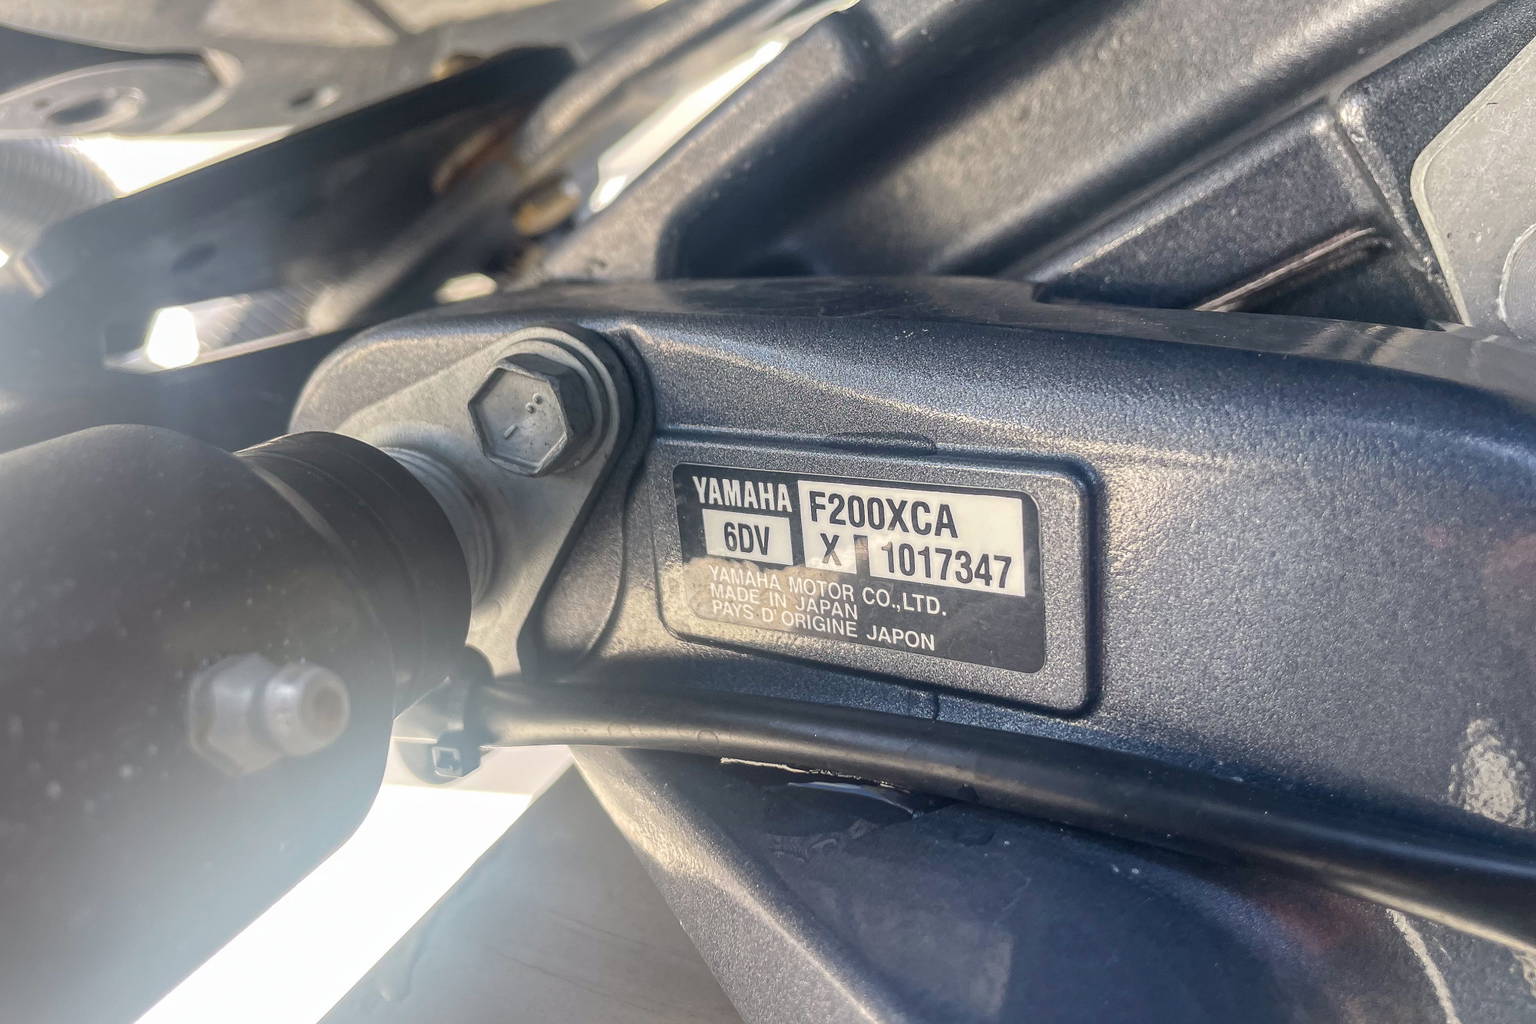 YAMAHA F200XCA
6DV X 1017347
YAMAHA MOTOR CO.,LTD.
MADE IN JAPAN
PAYS D'ORIGINE JAPON